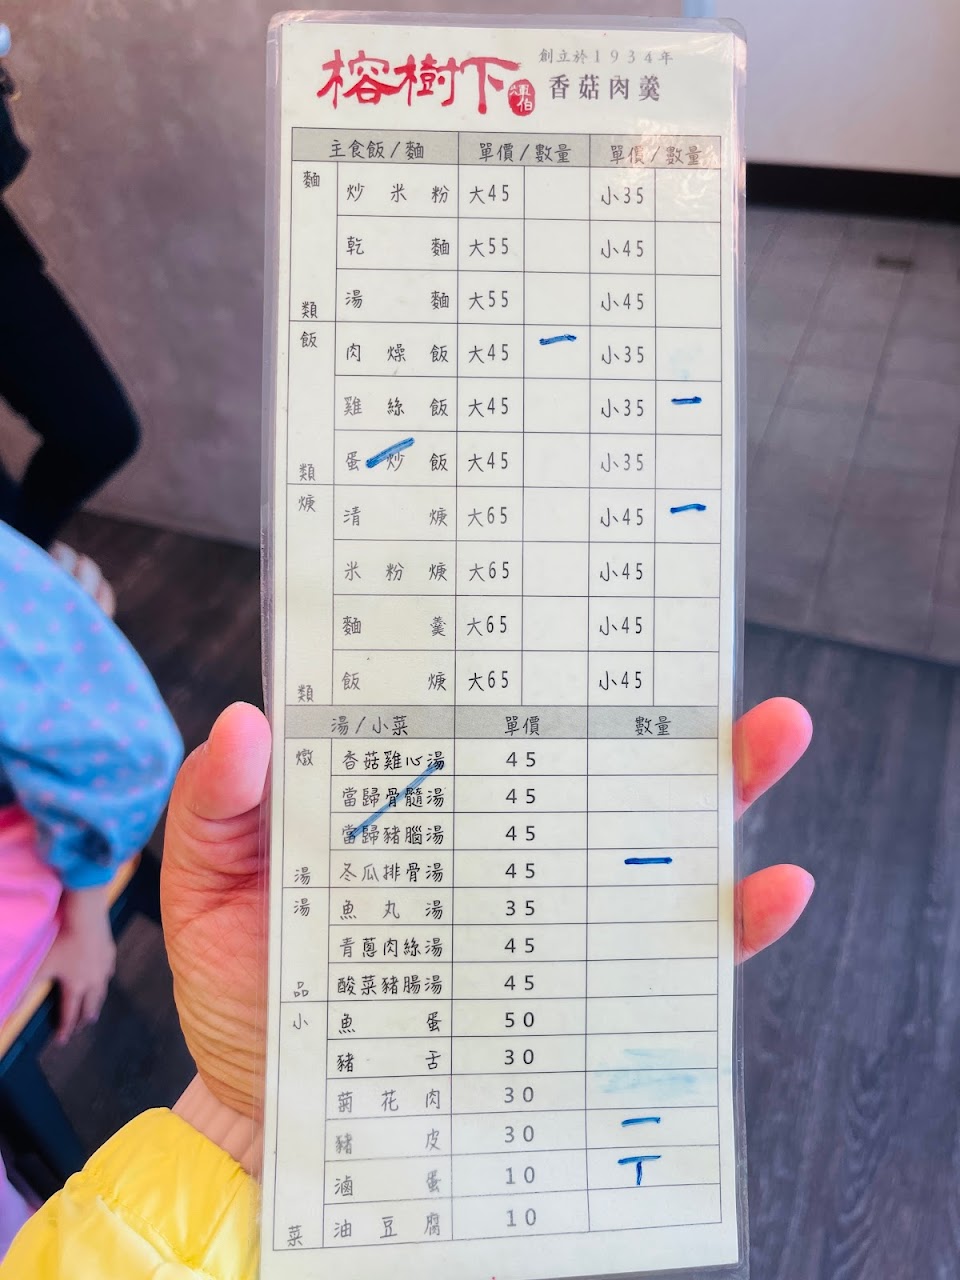 榕樹下
輝伯
創立於1934年
香菇肉羹
主食飯/麵 單價/數量 單價/數量
麵類
炒米粉 大45 小35
乾麵 大55 小45
湯麵 大55 小45
飯類
肉燥飯 大45 一 小35
雞絲飯 大45 小35 一
蛋炒飯 大45 小35
焿類
清焿 大65 小45 一
米粉焿 大65 小45
麵羹 大65 小45
飯焿 大65 小45
湯/小菜 單價 數量
燉湯
香菇雞心湯 45
當歸骨髓湯 45
當歸豬腦湯 45
冬瓜排骨湯 45 一
湯品
魚丸湯 35
青蔥肉絲湯 45
酸菜豬腸湯 45
小菜
魚蛋 50
豬舌 30
菊花肉 30
豬皮 30 一
滷蛋 10 丅
油豆腐 10